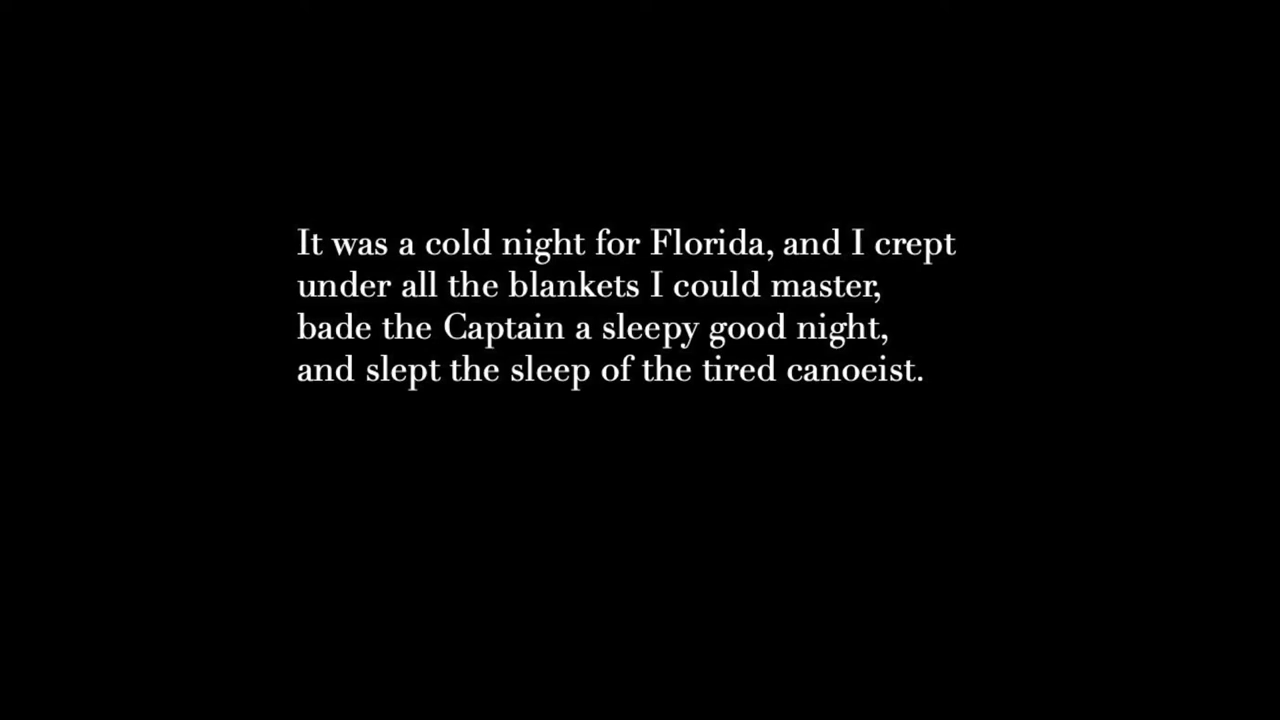 It was a cold night for Florida, and I crept
under all the blankets I could master,
bade the Captain a sleepy good night,
and slept the sleep of the tired canoeist.